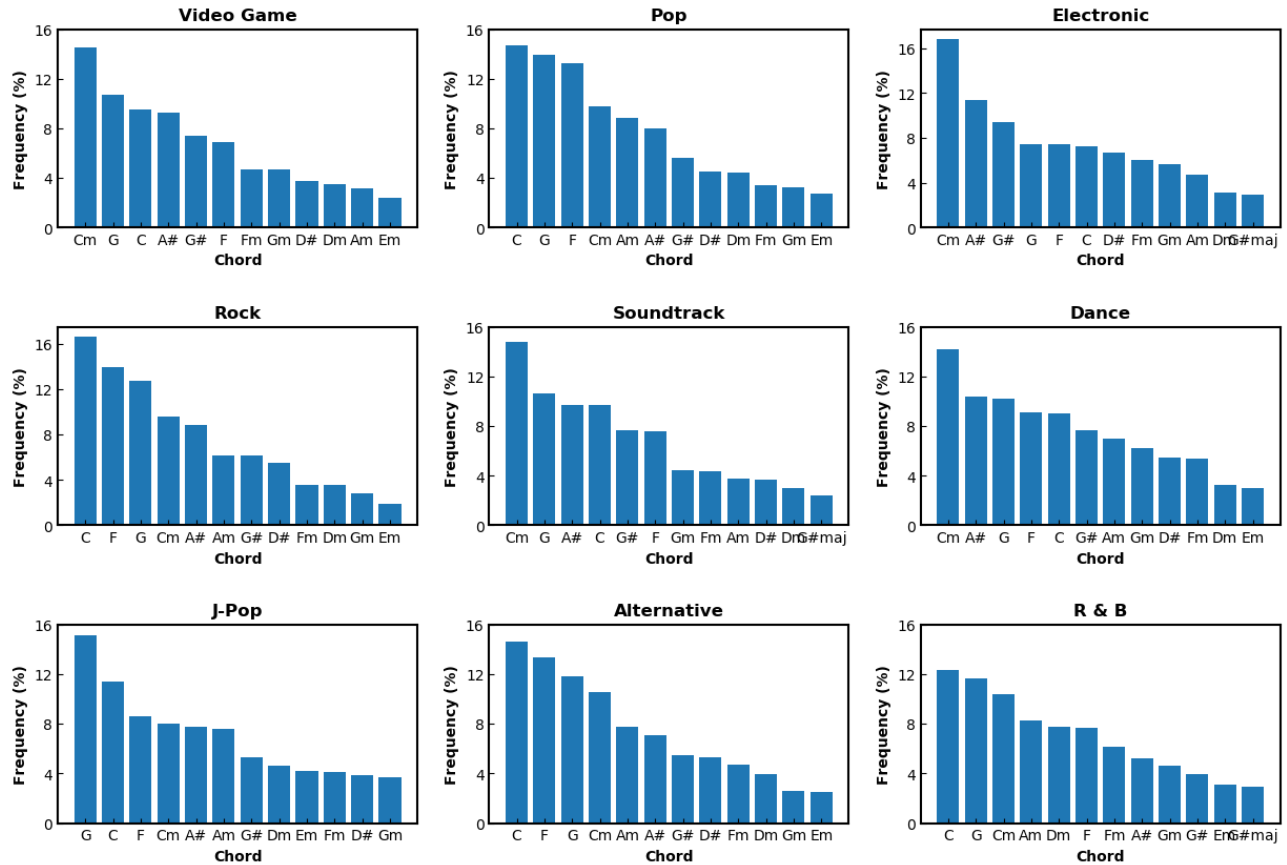 Video Game
Frequency (%)
16
12
8
4
0
Cm G C A# G# F Fm Gm D# Dm Am Em
Chord
Pop
Frequency (%)
16
12
8
4
0
C G F Cm Am A# G# D# Dm Fm Gm Em
Chord
Electronic
Frequency (%)
16
12
8
4
0
Cm A# G# G F C D# Fm Gm Am Dm G#maj
Chord
Rock
Frequency (%)
16
12
8
4
0
C F G Cm A# Am G# D# Fm Dm Gm Em
Chord
Soundtrack
Frequency (%)
16
12
8
4
0
Cm G A# C G# F Gm Fm Am D# Dm G#maj
Chord
Dance
Frequency (%)
16
12
8
4
0
Cm A# G F C G# Am Gm D# Fm Dm Em
Chord
J-Pop
Frequency (%)
16
12
8
4
0
G C F Cm A# Am G# Dm Em Fm D# Gm
Chord
Alternative
Frequency (%)
16
12
8
4
0
C F G Cm Am A# G# D# Fm Dm Gm Em
Chord
R & B
Frequency (%)
16
12
8
4
0
C G Cm Am Dm F Fm A# Gm G# Em G#maj
Chord